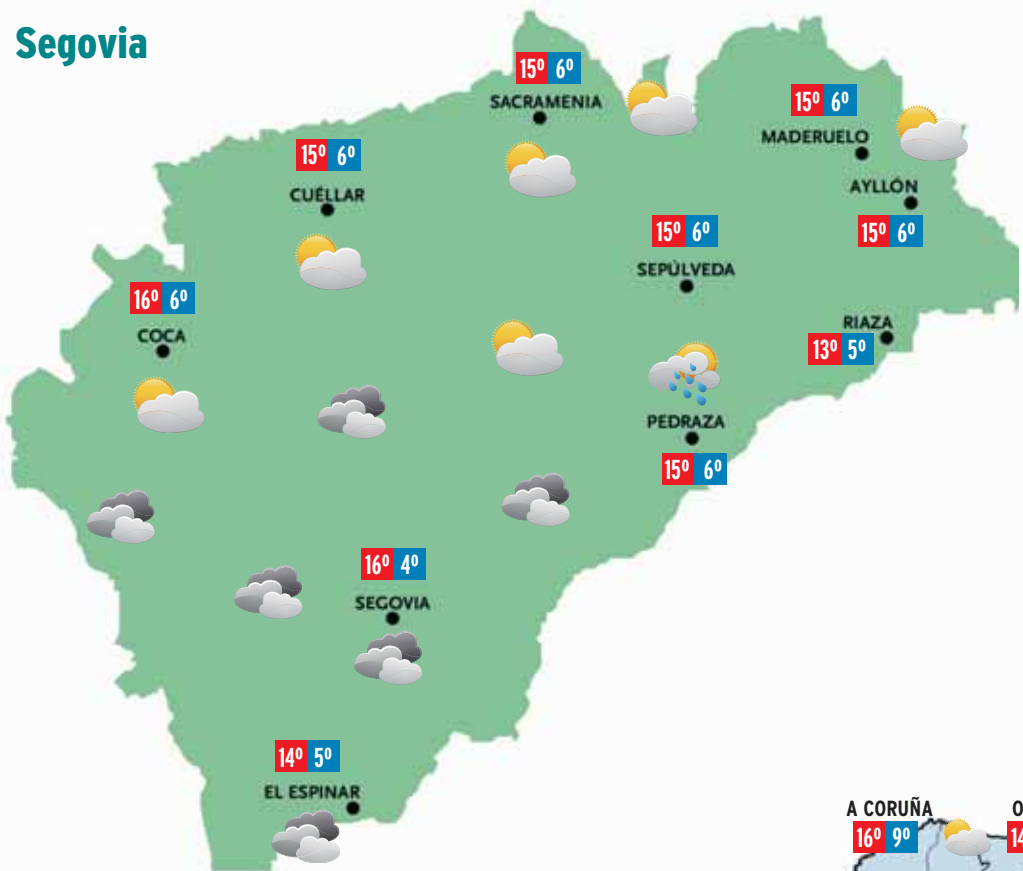 Segovia
15º 6º
SACRAMENIA
15º 6º
MADERUELO
15º 6º
CUÉLLAR
AYLLÓN
15º 6º
15º 6º
SEPÚLVEDA
16º 6º
COCA
RIAZA
13º 5º
PEDRAZA
15º 6º
16º 4º
SEGOVIA
14º 5º
EL ESPINAR
A CORUÑA
16º 9º